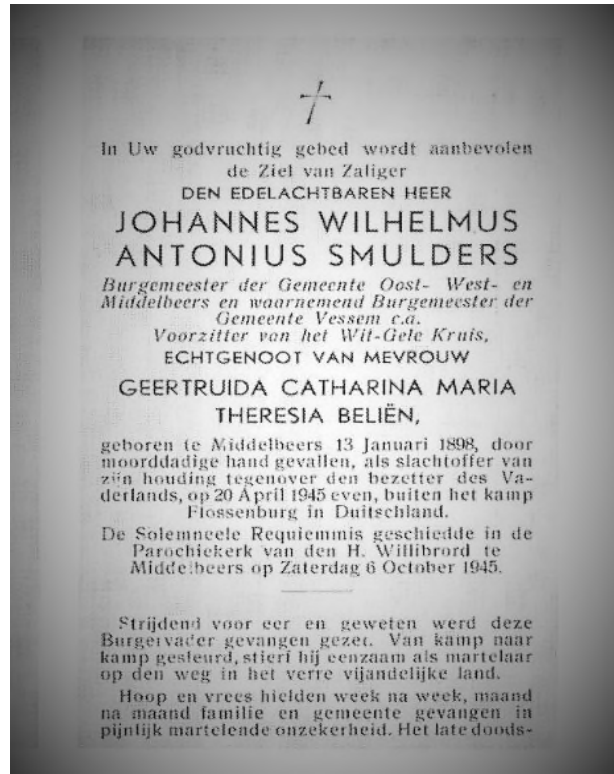 In Uw godvruchtig gebed wordt aanbevolen
de Ziel van Zaliger
DEN EDELACHTBAREN HEER
JOHANNES WILHELMUS
ANTONIUS SMULDERS
Burgemeester der Gemeente Oost- West- en
Middelbeers en waarnemend Burgemeester der
Gemeente Vessem c.a.
Voorzitter van het Wit-Gele Kruis,
ECHTGENOOT VAN MEVROUW
GEERTRUIDA CATHARINA MARIA
THERESIA BELIËN,
geboren te Middelbeers 13 Januari 1898, door
moorddadige hand gevallen, als slachtoffer van
zijn houding tegenover den bezetter des Va-
derlands, op 20 April 1945 even, buiten het kamp
Flossenburg in Duitschland.
De Solemneele Requiemmis geschiedde in de
Parochiekerk van den H. Willibrord te
Middelbeers op Zaterdag 6 October 1945.
Strijdend voor eer en geweten werd deze
Burgervader gevangen gezet. Van kamp naar
kamp gesleurd, stierf hij eenzaam als martelaar
op den weg in het verre vijandelijke land.
Hoop en vrees hielden week na week, maand
na maand familie en gemeente gevangen in
pijnlijk martelende onzekerheid. Het late doods-